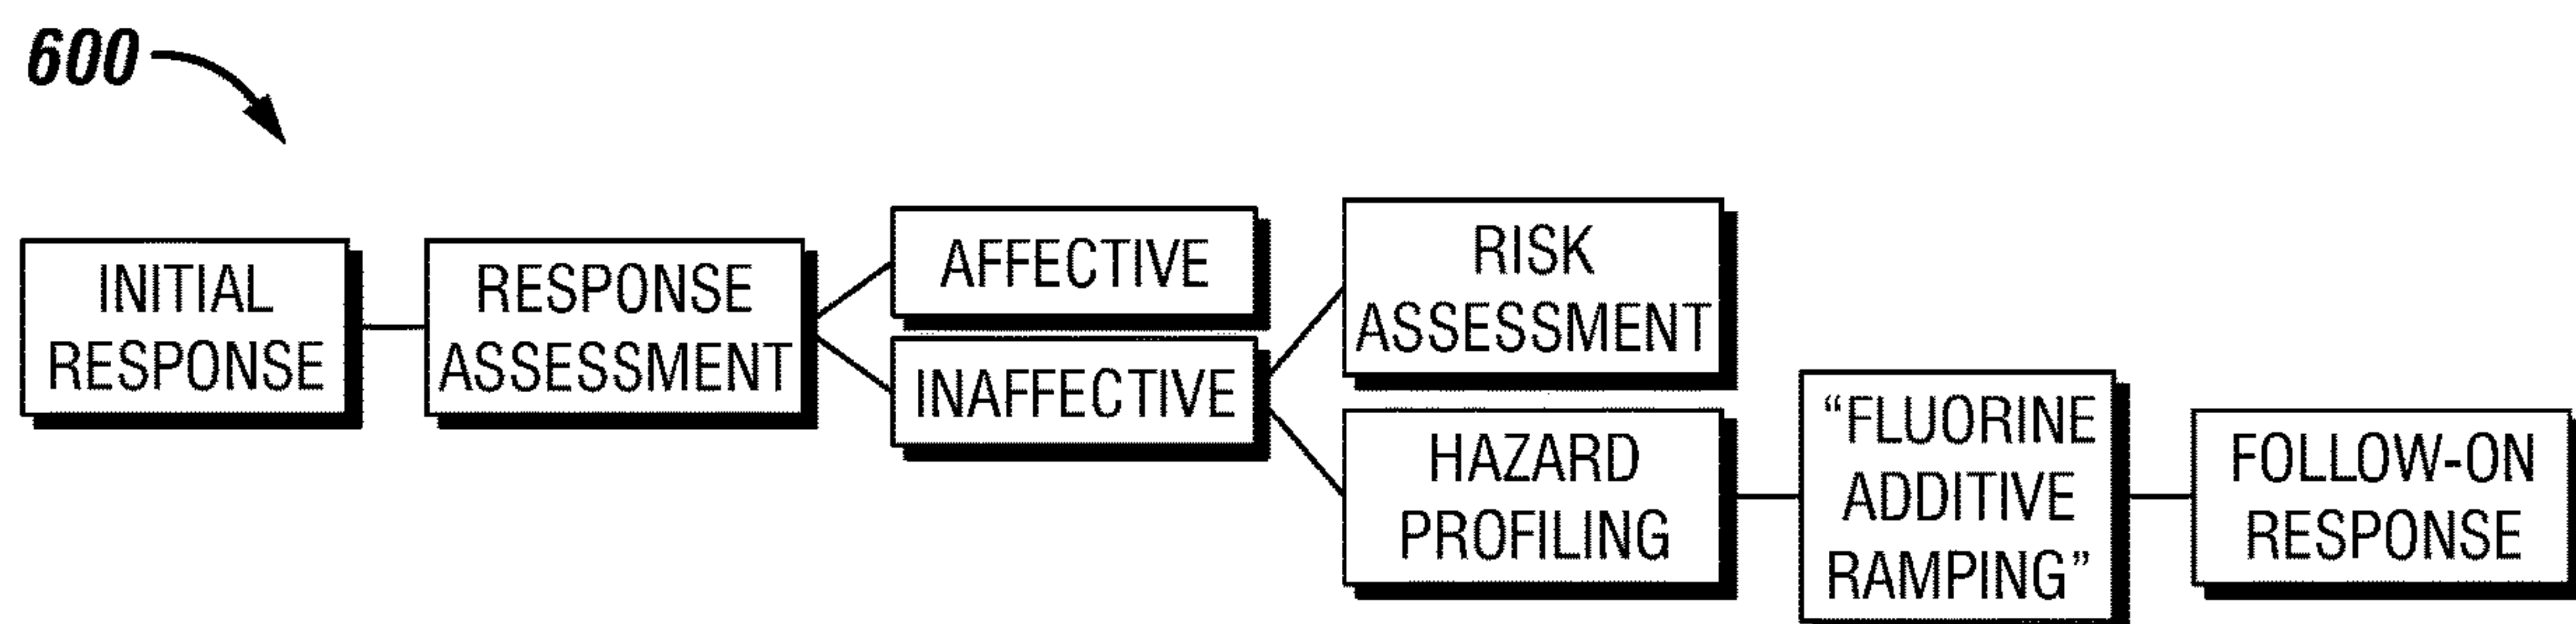 600
INITIAL
RESPONSE
RESPONSE
ASSESSMENT
AFFECTIVE
INAFFECTIVE
RISK
ASSESSMENT
HAZARD
PROFILING
“FLUORINE
ADDITIVE
RAMPING”
FOLLOW-ON
RESPONSE